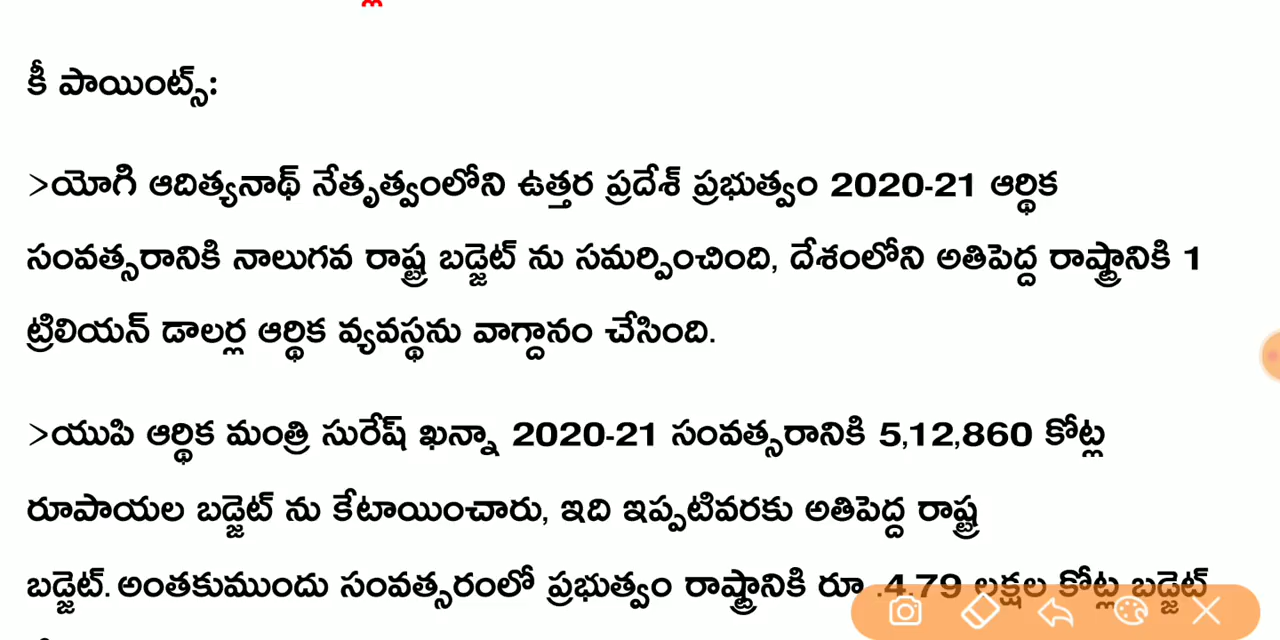 కీ పాయింట్స్:
>యోగి ఆదిత్యనాథ్ నేతృత్వంలోని ఉత్తర ప్రదేశ్ ప్రభుత్వం 2020-21 ఆర్థిక
సంవత్సరానికి నాలుగవ రాష్ట్ర బడ్జెట్ ను సమర్పించింది, దేశంలోని అతిపెద్ద రాష్ట్రానికి 1
ట్రిలియన్ డాలర్ల ఆర్థిక వ్యవస్థను వాగ్దానం చేసింది.
>యుపి ఆర్థిక మంత్రి సురేష్ ఖన్నా 2020-21 సంవత్సరానికి 5,12,860 కోట్ల
రూపాయల బడ్జెట్ ను కేటాయించారు, ఇది ఇప్పటివరకు అతిపెద్ద రాష్ట్ర
బడ్జెట్. అంతకుముందు సంవత్సరంలో ప్రభుత్వం రాష్ట్రానికి రూ .4.79 లక్షల కోట్ల బడ్జెట్